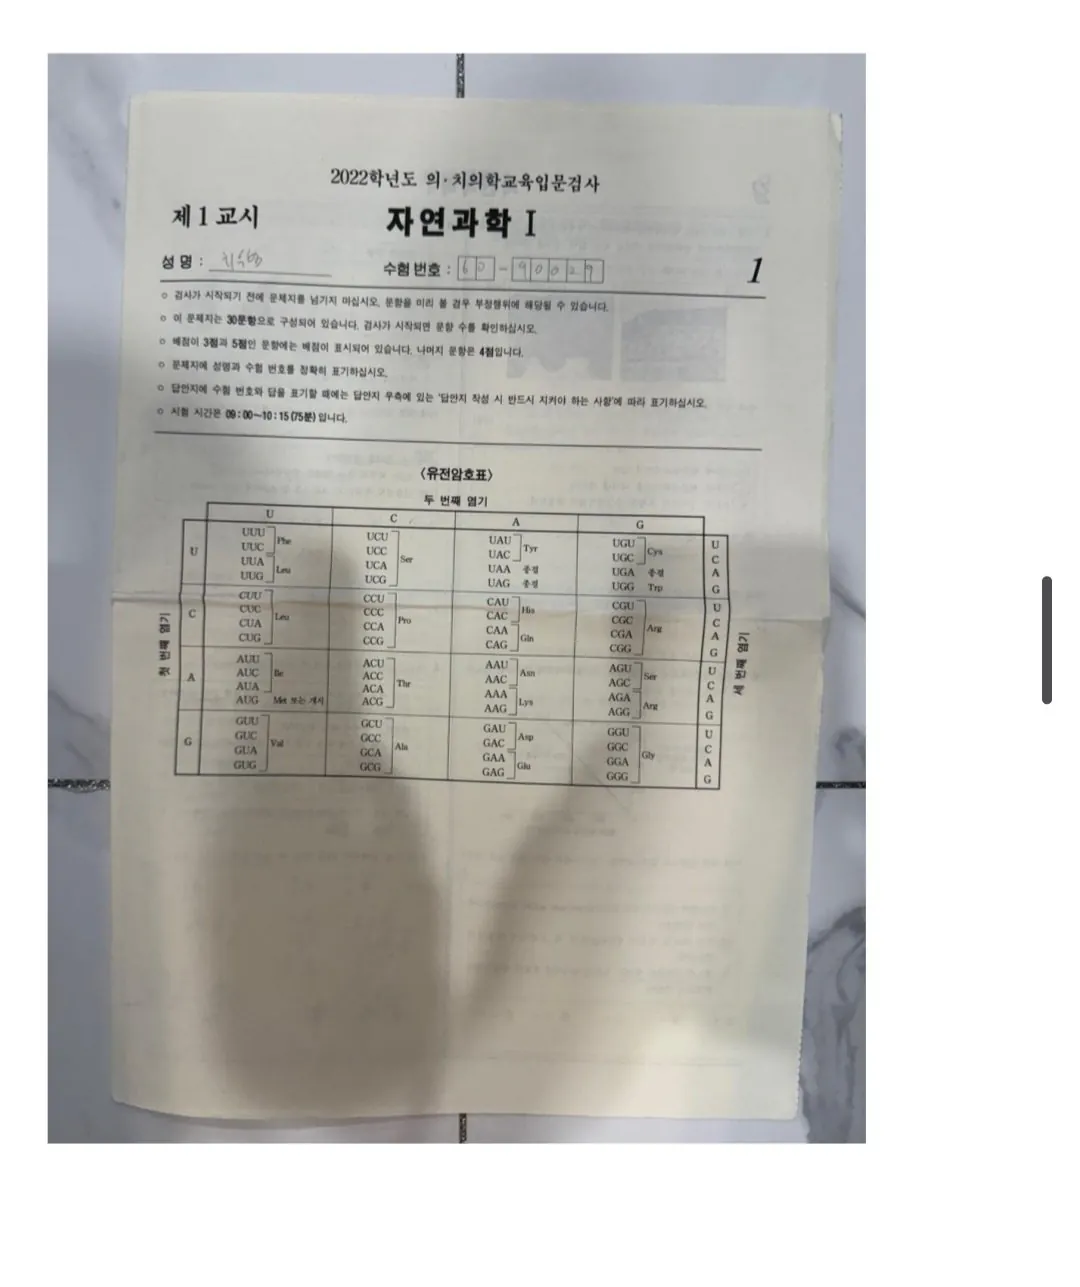 2022학년도 의·치의학교육입문검사
제 1 교시
자연과학 I
성 명 :
수험 번호 : 60 - 90029
1
○ 검사가 시작되기 전에 문제지를 넘기지 마십시오. 문항을 미리 볼 경우 부정행위에 해당될 수 있습니다.
○ 이 문제지는 30문항으로 구성되어 있습니다. 검사가 시작되면 문항 수를 확인하십시오.
○ 배점이 3점과 5점인 문항에는 배점이 표시되어 있습니다. 나머지 문항은 4점입니다.
○ 문제지에 성명과 수험 번호를 정확히 표기하십시오.
○ 답안지에 수험 번호와 답을 표기할 때에는 답안지 우측에 있는 '답안지 작성 시 반드시 지켜야 하는 사항'에 따라 표기하십시오.
○ 시험 시간은 09:00~10:15(75분)입니다.
〈유전암호표〉
두 번째 염기
U C A G
첫 번째 염기
세 번째 염기
U
UUU UCU UAU UGU U
Phe Tyr Cys
UUC UCC UAC UGC C
Ser
UUA UCA UAA 종결 UGA 종결 A
Leu
UUG UCG UAG 종결 UGG Trp G
C
CUU CCU CAU CGU U
His
CUC CCC CAC CGC C
Leu Pro Arg
CUA CCA CAA CGA A
Gln
CUG CCG CAG CGG G
A
AUU ACU AAU AGU U
Asn Ser
AUC ACC AAC AGC C
Ile Thr
AUA ACA AAA AGA A
Lys Arg
AUG Met 또는 개시 ACG AAG AGG G
G
GUU GCU GAU GGU U
Asp
GUC GCC GAC GGC C
Val Ala Gly
GUA GCA GAA GGA A
Glu
GUG GCG GAG GGG G